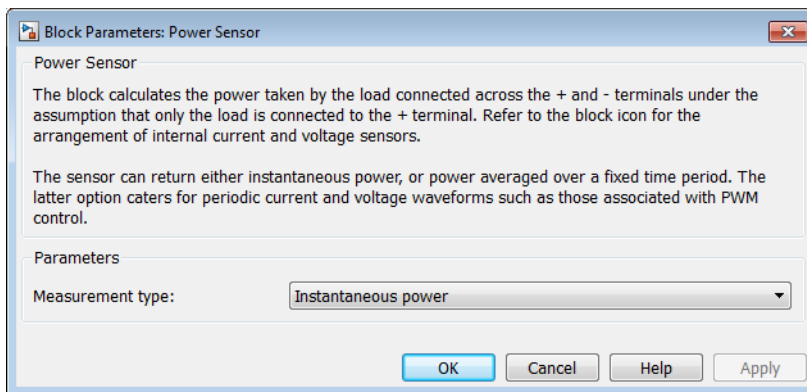 Block Parameters: Power Sensor
Power Sensor
The block calculates the power taken by the load connected across the + and - terminals under the
assumption that only the load is connected to the + terminal. Refer to the block icon for the
arrangement of internal current and voltage sensors.
The sensor can return either instantaneous power, or power averaged over a fixed time period. The
latter option caters for periodic current and voltage waveforms such as those associated with PWM
control.
Parameters
Measurement type: Instantaneous power
OK Cancel Help Apply